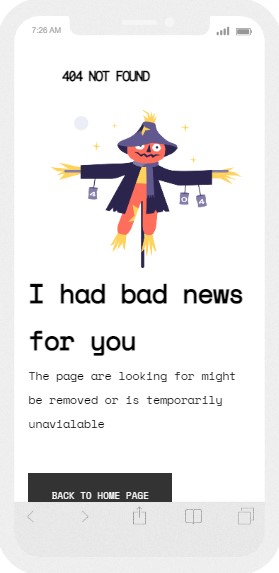 7:26 AM
404 NOT FOUND
4
0
4
I had bad news
for you
The page are looking for might
be removed or is temporarily
unavialable
BACK TO HOME PAGE